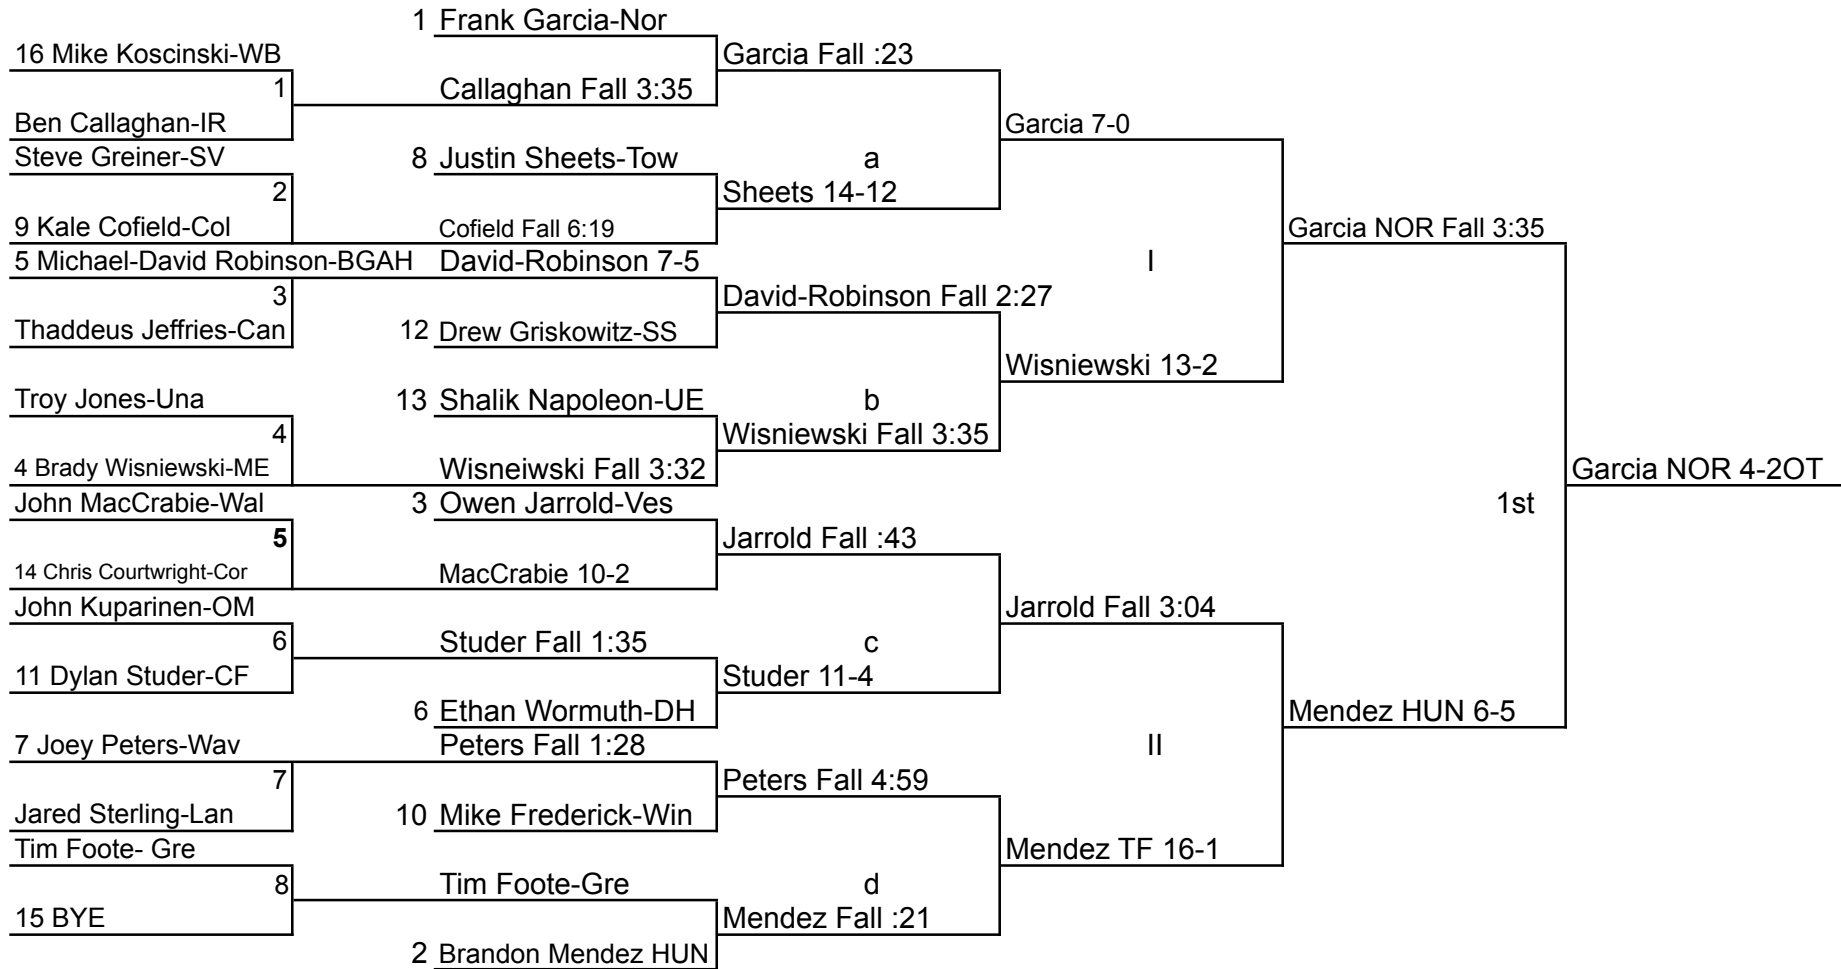 1 Frank Garcia-Nor
16 Mike Koscinski-WB
Garcia Fall :23
1
Callaghan Fall 3:35
Ben Callaghan-IR
Garcia 7-0
Steve Greiner-SV
8 Justin Sheets-Tow
a
2
Sheets 14-12
9 Kale Cofield-Col
Cofield Fall 6:19
Garcia NOR Fall 3:35
5 Michael-David Robinson-BGAH
David-Robinson 7-5
I
3
David-Robinson Fall 2:27
Thaddeus Jeffries-Can
12 Drew Griskowitz-SS
Wisniewski 13-2
Troy Jones-Una
13 Shalik Napoleon-UE
b
4
Wisniewski Fall 3:35
4 Brady Wisniewski-ME
Wisneiwski Fall 3:32
Garcia NOR 4-2OT
John MacCrabie-Wal
3 Owen Jarrold-Ves
1st
5
Jarrold Fall :43
14 Chris Courtwright-Cor
MacCrabie 10-2
John Kuparinen-OM
Jarrold Fall 3:04
6
Studer Fall 1:35
c
11 Dylan Studer-CF
Studer 11-4
6 Ethan Wormuth-DH
Mendez HUN 6-5
7 Joey Peters-Wav
Peters Fall 1:28
II
7
Peters Fall 4:59
Jared Sterling-Lan
10 Mike Frederick-Win
Tim Foote- Gre
Mendez TF 16-1
8
Tim Foote-Gre
d
15 BYE
Mendez Fall :21
2 Brandon Mendez HUN